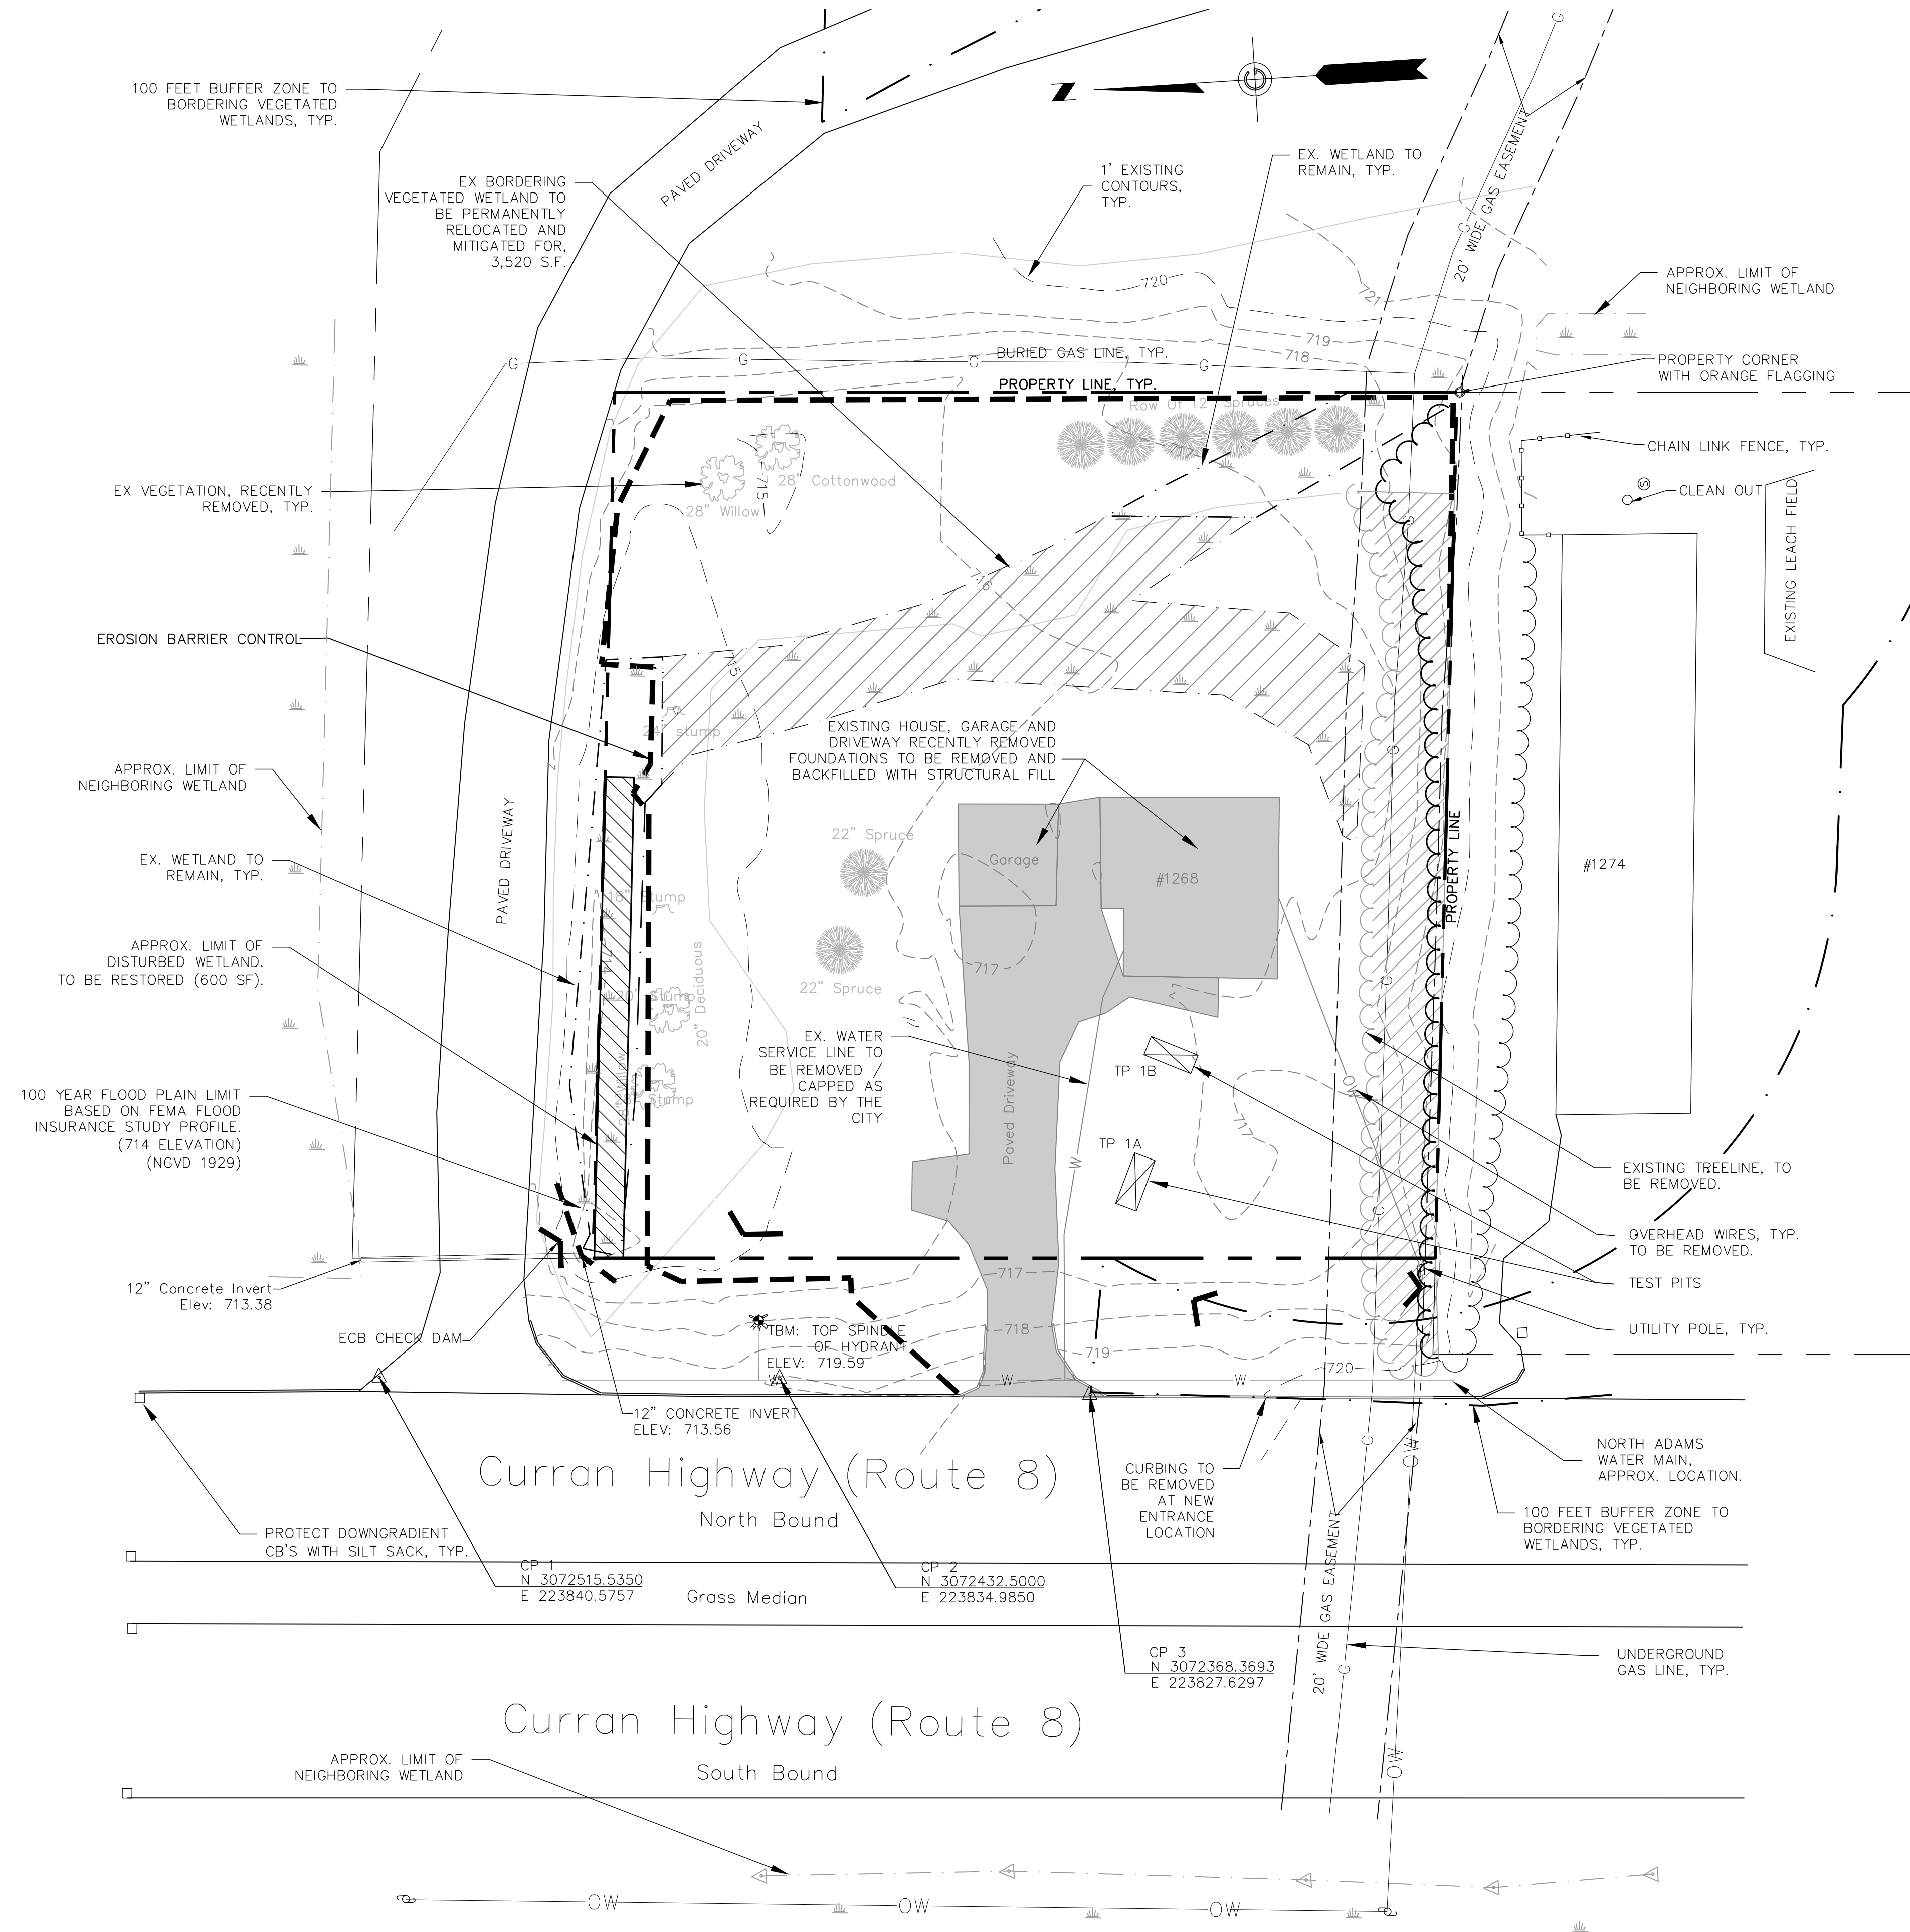 100 FEET BUFFER ZONE TO
BORDERING VEGETATED
WETLANDS, TYP.
PAVED DRIVEWAY
EX BORDERING
VEGETATED WETLAND TO
BE PERMANENTLY
RELOCATED AND
MITIGATED FOR,
3,520 S.F.
1' EXISTING
CONTOURS,
TYP.
EX. WETLAND TO
REMAIN, TYP.
G
20' WIDE GAS EASEMENT
G
APPROX. LIMIT OF
NEIGHBORING WETLAND
720
721
719
718
G
G
BURIED GAS LINE, TYP.
G
G
PROPERTY LINE, TYP.
PROPERTY CORNER
WITH ORANGE FLAGGING
Row Of 12" Spruces
CHAIN LINK FENCE, TYP.
S
CLEAN OUT
EXISTING LEACH FIELD
EX VEGETATION, RECENTLY
REMOVED, TYP.
28" Cottonwood
715
28" Willow
G
716
EROSION BARRIER CONTROL
715
24" stump
EXISTING HOUSE, GARAGE AND
DRIVEWAY RECENTLY REMOVED
FOUNDATIONS TO BE REMOVED AND
BACKFILLED WITH STRUCTURAL FILL
G
APPROX. LIMIT OF
NEIGHBORING WETLAND
PAVED DRIVEWAY
22" Spruce
Garage
#1268
PROPERTY LINE
#1274
EX. WETLAND TO
REMAIN, TYP.
18" Stump
APPROX. LIMIT OF
DISTURBED WETLAND.
TO BE RESTORED (600 SF).
714
20" Deciduous
717
G
22" Spruce
20" Stump
EX. WATER
SERVICE LINE TO
BE REMOVED /
CAPPED AS
REQUIRED BY THE
CITY
Paved Driveway
TP 1B
OW
100 YEAR FLOOD PLAIN LIMIT
BASED ON FEMA FLOOD
INSURANCE STUDY PROFILE.
(714 ELEVATION)
(NGVD 1929)
Stump
717
TP 1A
W
EXISTING TREELINE, TO
BE REMOVED.
G
OVERHEAD WIRES, TYP.
TO BE REMOVED.
TEST PITS
12" Concrete Invert
Elev: 713.38
717
ECB CHECK DAM
TBM: TOP SPINDLE
OF HYDRANT
ELEV: 719.59
718
719
720
UTILITY POLE, TYP.
W
W
W
12" CONCRETE INVERT
ELEV: 713.56
Curran Highway (Route 8)
North Bound
CURBING TO
BE REMOVED
AT NEW
ENTRANCE
LOCATION
G
OW
NORTH ADAMS
WATER MAIN,
APPROX. LOCATION.
100 FEET BUFFER ZONE TO
BORDERING VEGETATED
WETLANDS, TYP.
PROTECT DOWNGRADIENT
CB'S WITH SILT SACK, TYP.
CP 1
N 3072515.5350
E 223840.5757
Grass Median
CP 2
N 3072432.5000
E 223834.9850
20' WIDE GAS EASEMENT
CP 3
N 3072368.3693
E 223827.6297
G
UNDERGROUND
GAS LINE, TYP.
Curran Highway (Route 8)
South Bound
APPROX. LIMIT OF
NEIGHBORING WETLAND
OW
OW
OW
OW